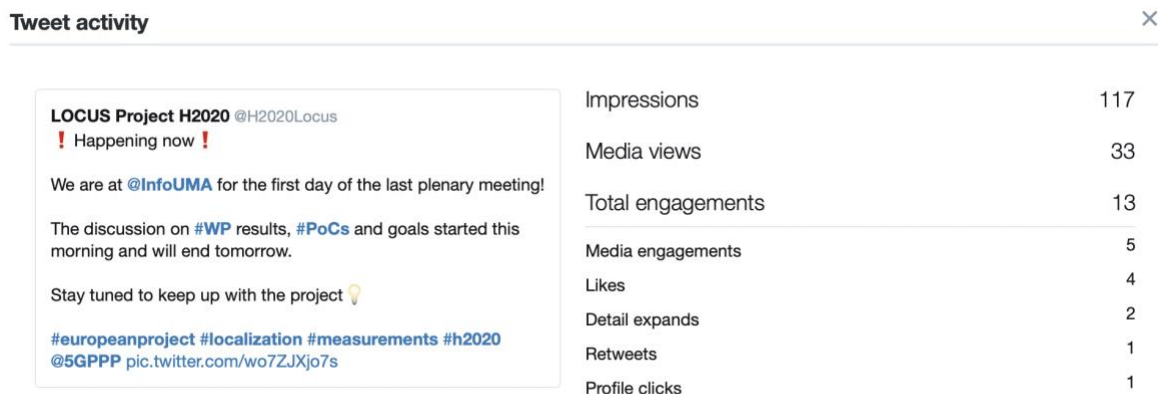 Tweet activity
LOCUS Project H2020 @H2020Locus
❗ Happening now ❗
We are at @InfoUMA for the first day of the last plenary meeting!
The discussion on #WP results, #PoCs and goals started this
morning and will end tomorrow.
Stay tuned to keep up with the project 💡
#europeanproject #localization #measurements #h2020
@5GPPP pic.twitter.com/wo7ZJXjo7s
Impressions 117
Media views 33
Total engagements 13
Media engagements 5
Likes 4
Detail expands 2
Retweets 1
Profile clicks 1